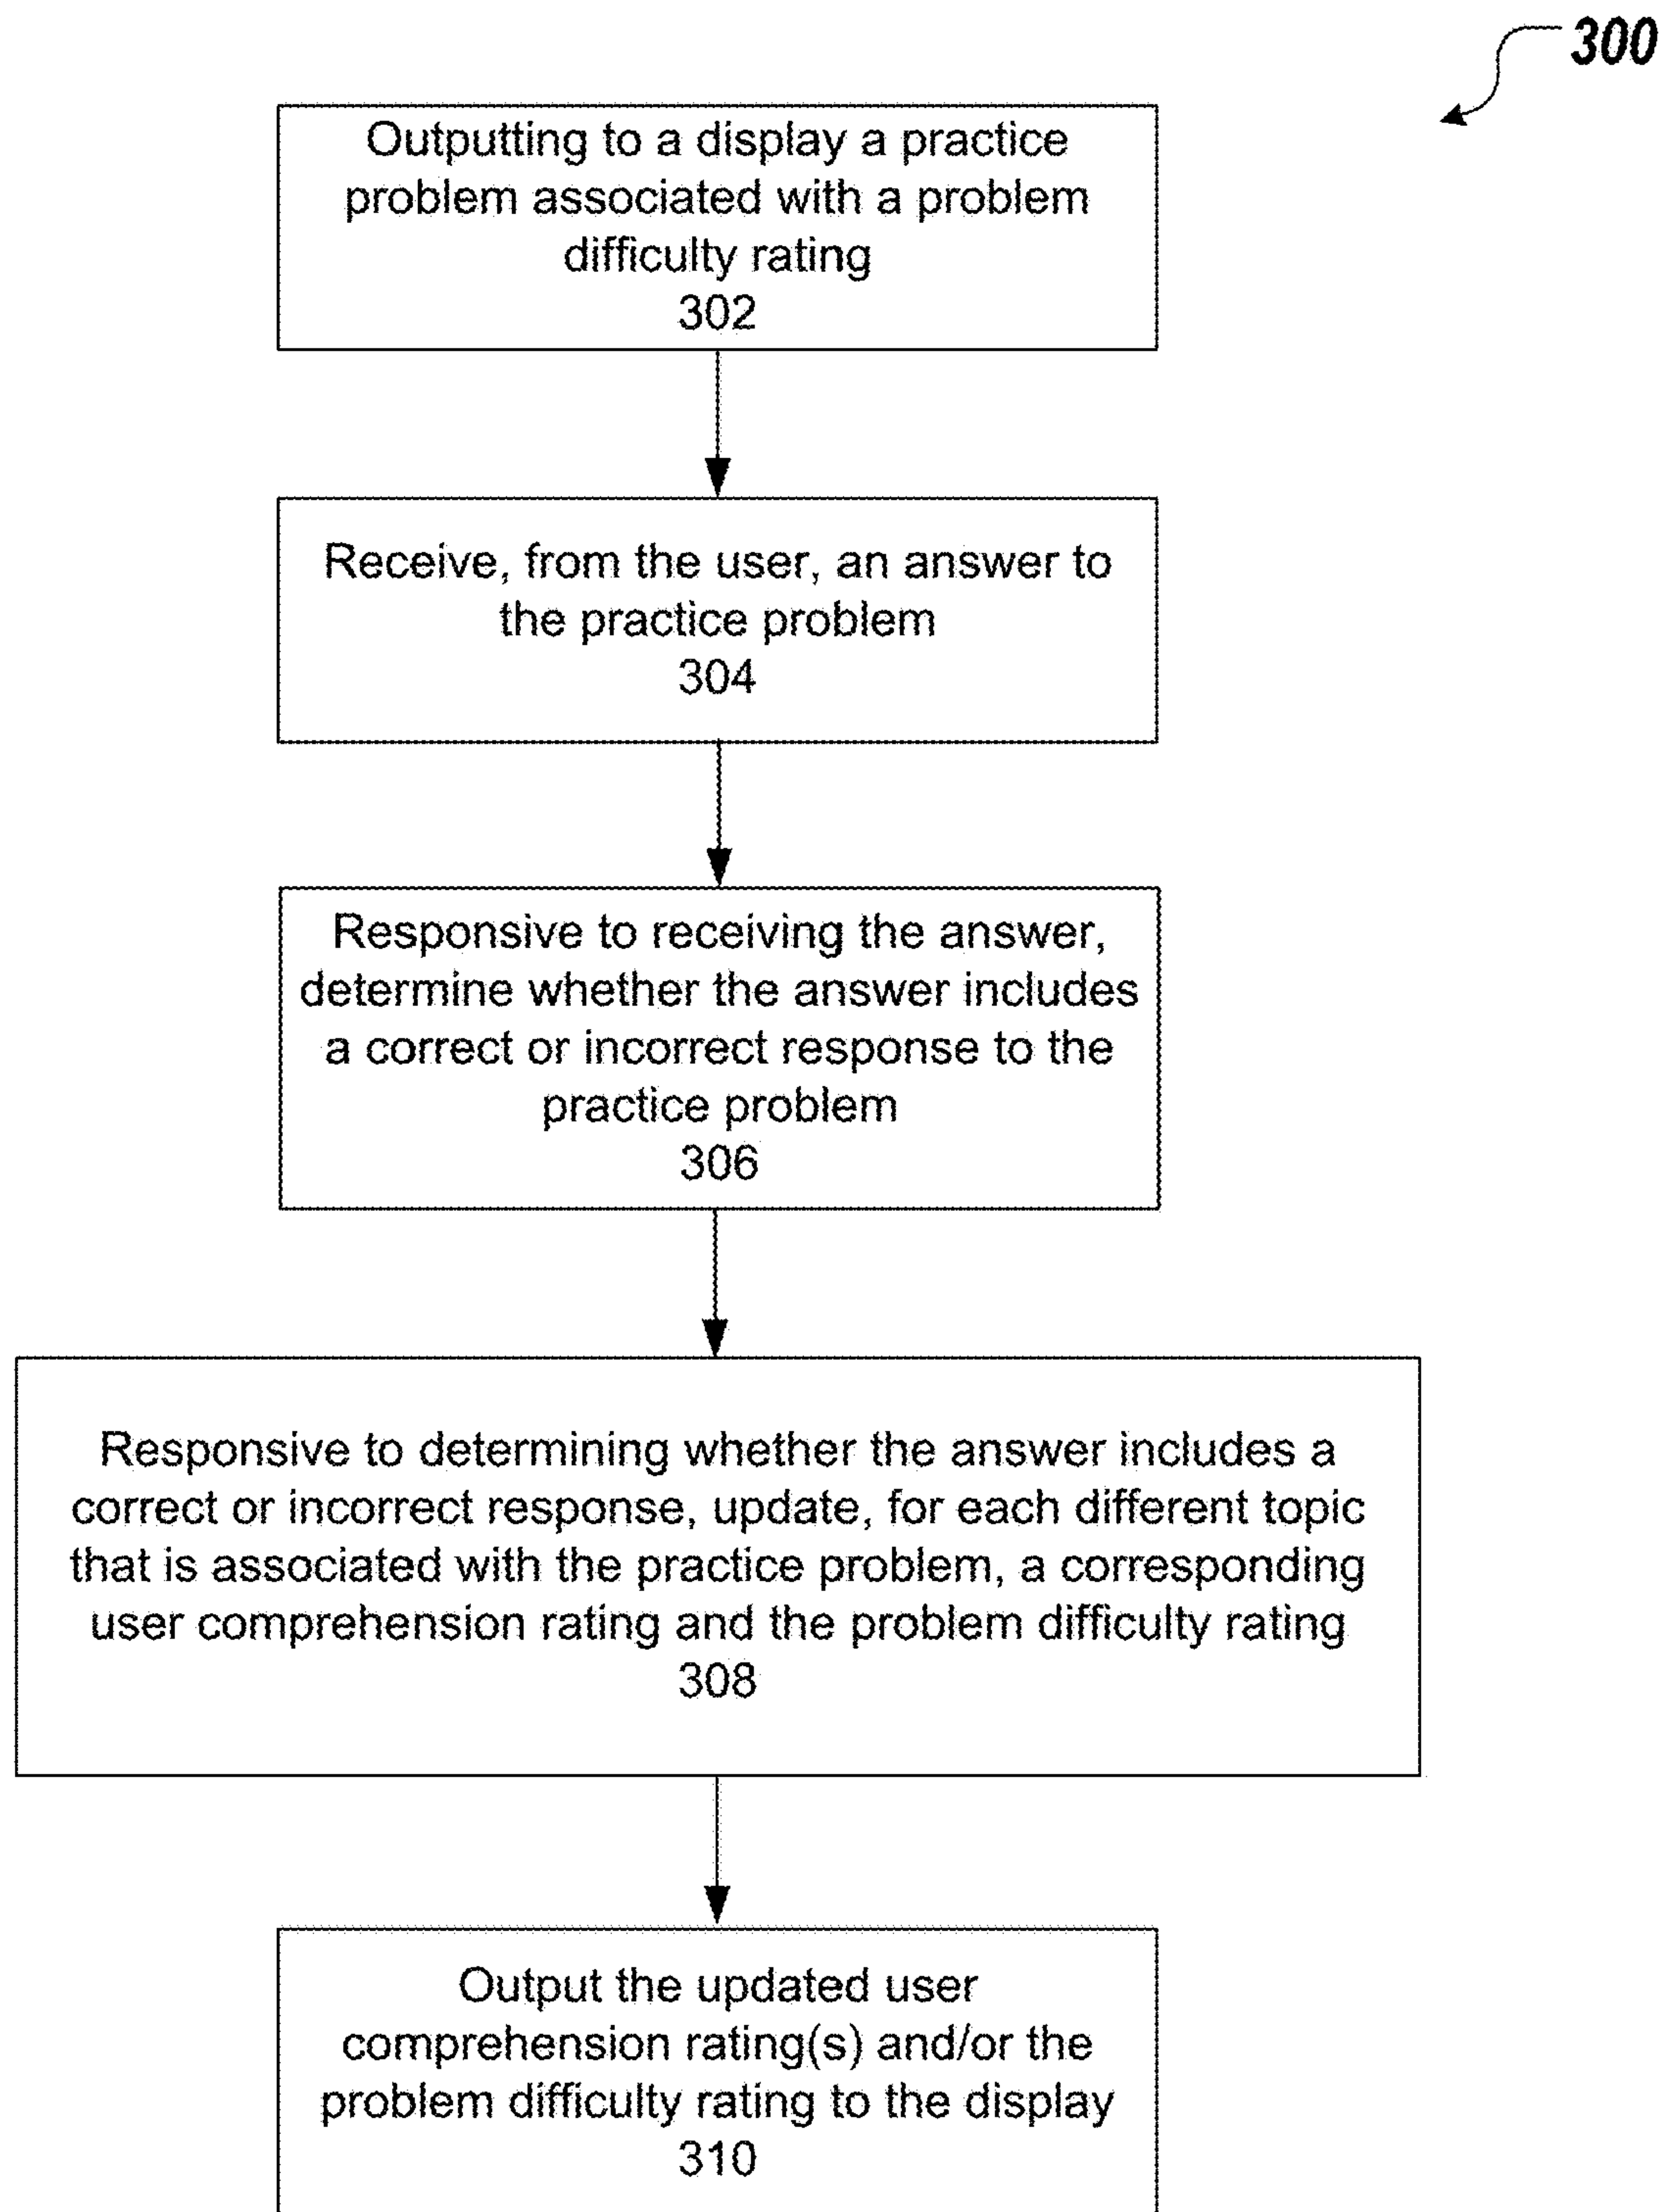 300
Outputting to a display a practice
problem associated with a problem
difficulty rating
302
Receive, from the user, an answer to
the practice problem
304
Responsive to receiving the answer,
determine whether the answer includes
a correct or incorrect response to the
practice problem
306
Responsive to determining whether the answer includes a
correct or incorrect response, update, for each different topic
that is associated with the practice problem, a corresponding
user comprehension rating and the problem difficulty rating
308
Output the updated user
comprehension rating(s) and/or the
problem difficulty rating to the display
310